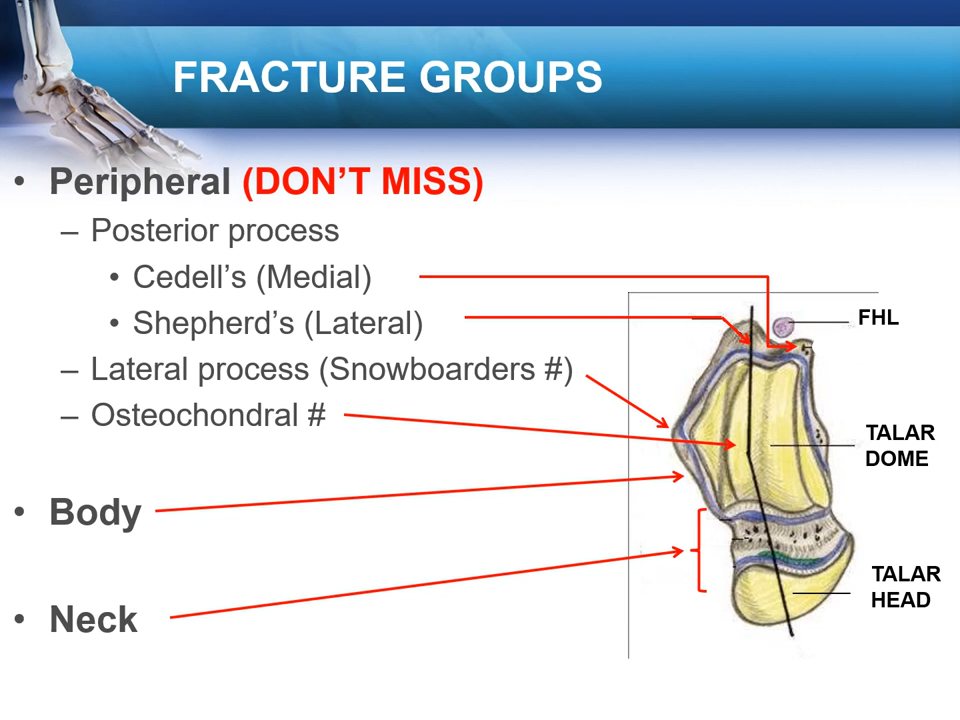 FRACTURE GROUPS
• Peripheral (DON’T MISS)
– Posterior process
• Cedell’s (Medial)
• Shepherd’s (Lateral)
– Lateral process (Snowboarders #)
– Osteochondral #
• Body
• Neck
FHL
TALAR
DOME
TALAR
HEAD